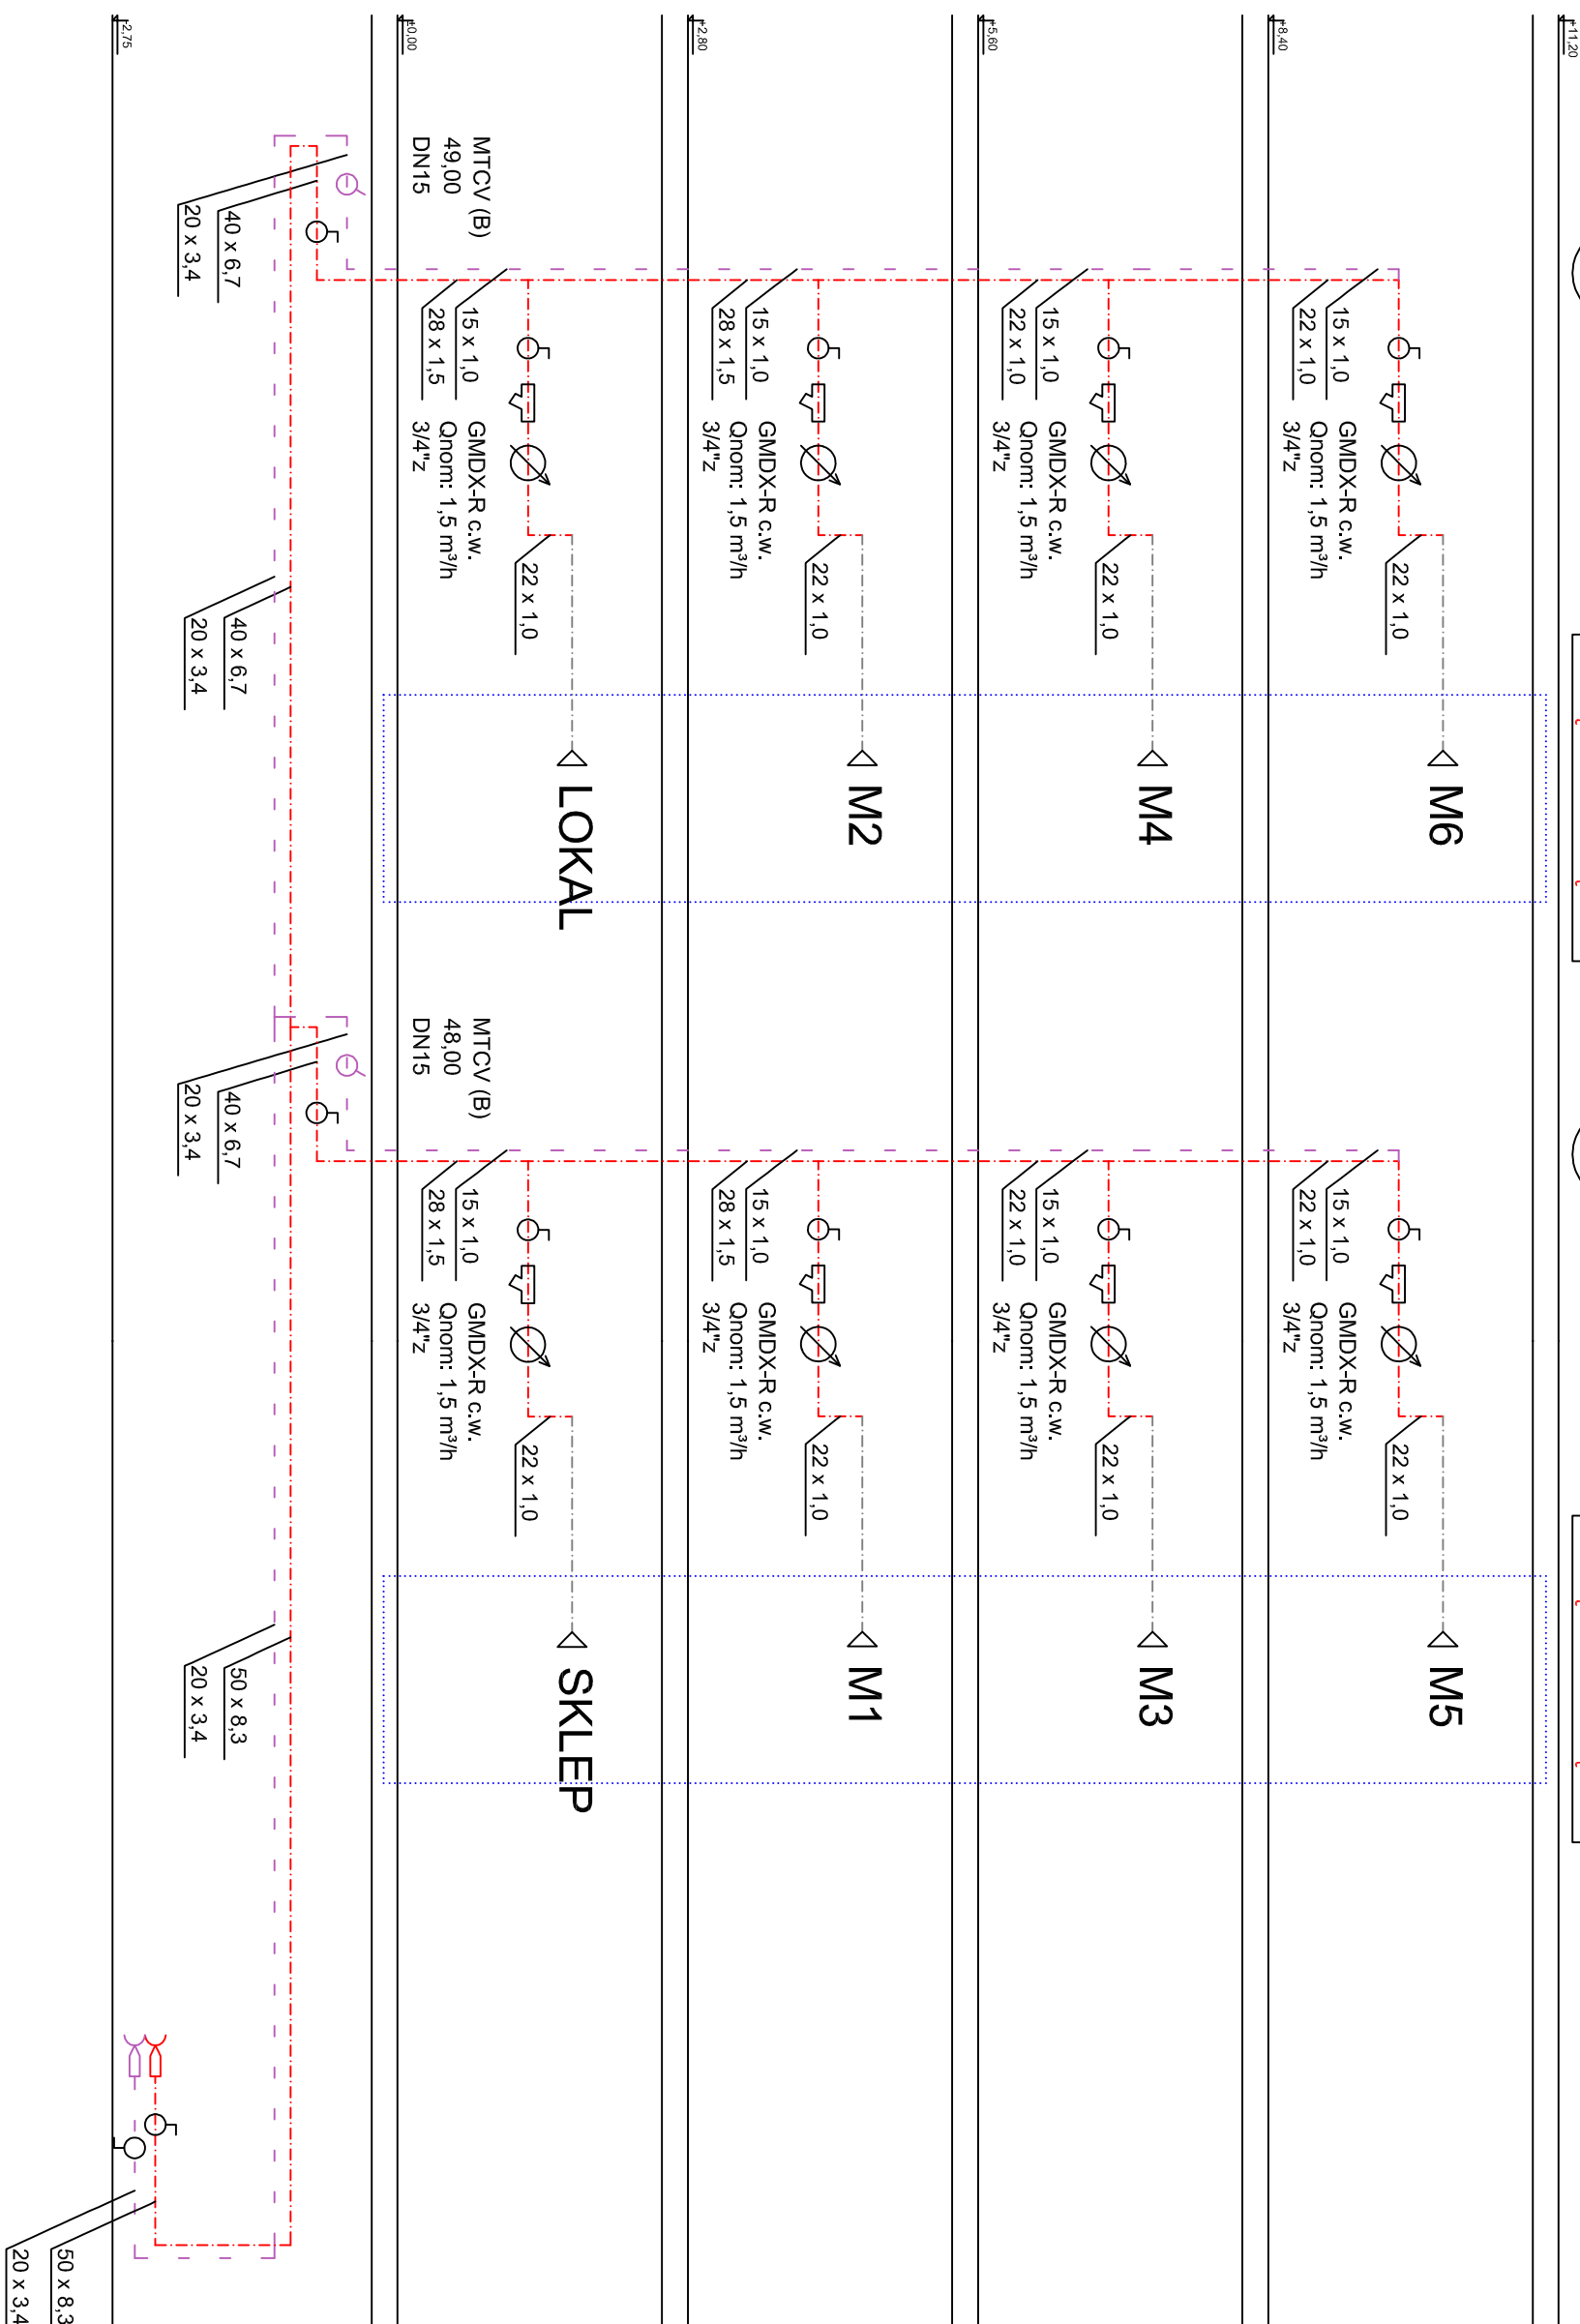 +11,20
+8,40
15 x 1,0
22 x 1,0
GMDX-R c.w.
Qnom: 1,5 m³/h
3/4"z
22 x 1,0
M6
15 x 1,0
22 x 1,0
GMDX-R c.w.
Qnom: 1,5 m³/h
3/4"z
22 x 1,0
M5
+5,60
15 x 1,0
22 x 1,0
GMDX-R c.w.
Qnom: 1,5 m³/h
3/4"z
22 x 1,0
M4
15 x 1,0
22 x 1,0
GMDX-R c.w.
Qnom: 1,5 m³/h
3/4"z
22 x 1,0
M3
+2,80
15 x 1,0
28 x 1,5
GMDX-R c.w.
Qnom: 1,5 m³/h
3/4"z
22 x 1,0
M2
15 x 1,0
28 x 1,5
GMDX-R c.w.
Qnom: 1,5 m³/h
3/4"z
22 x 1,0
M1
±0,00
MTCV (B)
49,00
DN15
15 x 1,0
28 x 1,5
GMDX-R c.w.
Qnom: 1,5 m³/h
3/4"z
22 x 1,0
LOKAL
MTCV (B)
48,00
DN15
15 x 1,0
28 x 1,5
GMDX-R c.w.
Qnom: 1,5 m³/h
3/4"z
22 x 1,0
SKLEP
40 x 6,7
20 x 3,4
40 x 6,7
20 x 3,4
40 x 6,7
20 x 3,4
50 x 8,3
20 x 3,4
-2,75
50 x 8,3
20 x 3,4